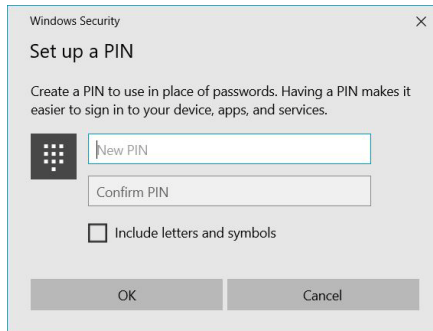 Windows Security
Set up a PIN
Create a PIN to use in place of passwords. Having a PIN makes it
easier to sign in to your device, apps, and services.
New PIN
Confirm PIN
Include letters and symbols
OK Cancel